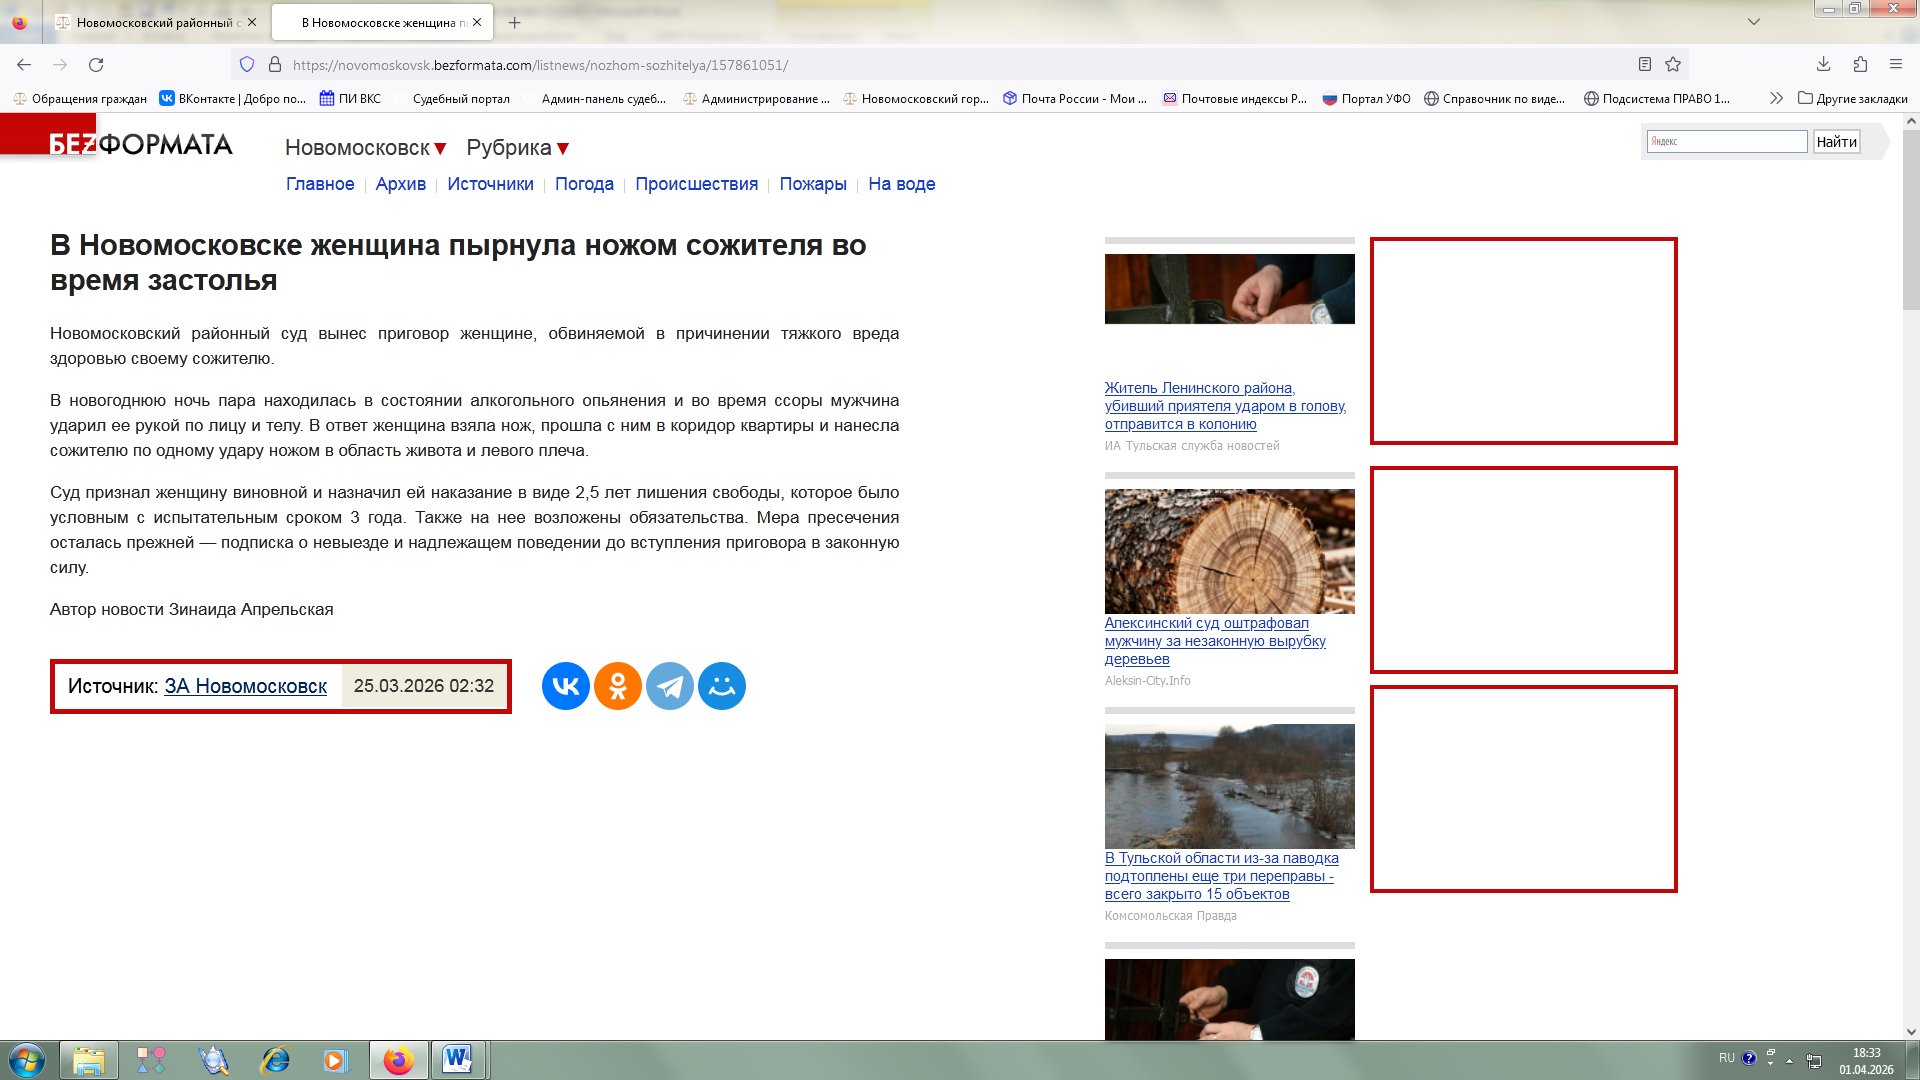 Новомосковский районный с
В Новомосковске женщина пы
https://novomoskovsk.bezformata.com/listnews/nozhom-sozhitelya/157861051/
Обращения граждан
ВКонтакте | Добро по...
ПИ ВКС
Судебный портал
Админ-панель судеб...
Администрирование ...
Новомосковский гор...
Почта России - Мои ...
Почтовые индексы Р...
Портал УФО
Справочник по виде...
Подсистема ПРАВО 1...
Другие закладки
БЕZФОРМАТА
Новомосковск▼ Рубрика▼
Яндекс
Найти
Главное | Архив | Источники | Погода | Происшествия | Пожары | На воде
В Новомосковске женщина пырнула ножом сожителя во
время застолья
Новомосковский районный суд вынес приговор женщине, обвиняемой в причинении тяжкого вреда
здоровью своему сожителю.
В новогоднюю ночь пара находилась в состоянии алкогольного опьянения и во время ссоры мужчина
ударил ее рукой по лицу и телу. В ответ женщина взяла нож, прошла с ним в коридор квартиры и нанесла
сожителю по одному удару ножом в область живота и левого плеча.
Суд признал женщину виновной и назначил ей наказание в виде 2,5 лет лишения свободы, которое было
условным с испытательным сроком 3 года. Также на нее возложены обязательства. Мера пресечения
осталась прежней — подписка о невыезде и надлежащем поведении до вступления приговора в законную
силу.
Автор новости Зинаида Апрельская
Источник: ЗА Новомосковск 25.03.2026 02:32
Житель Ленинского района,
убивший приятеля ударом в голову,
отправится в колонию
ИА Тульская служба новостей
Алексинский суд оштрафовал
мужчину за незаконную вырубку
деревьев
Aleksin-City.Info
В Тульской области из-за паводка
подтоплены еще три переправы -
всего закрыто 15 объектов
Комсомольская Правда
RU
18:33
01.04.2026